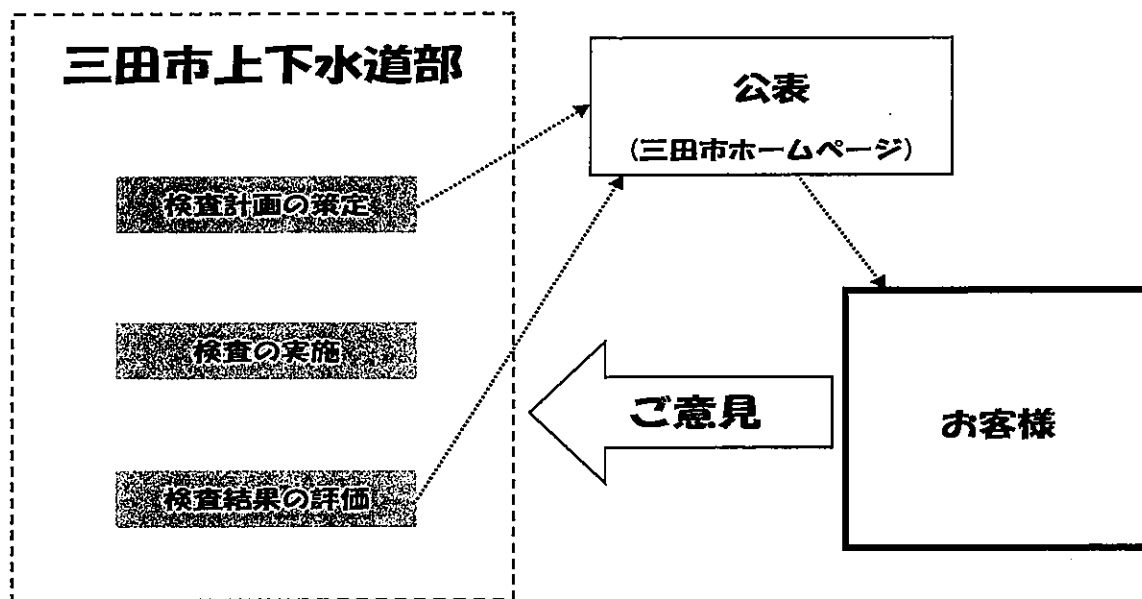 三田市上下水道部
公表
(三田市ホームページ)
検査計画の策定
検査の実施
検査結果の評価
ご意見
お客様